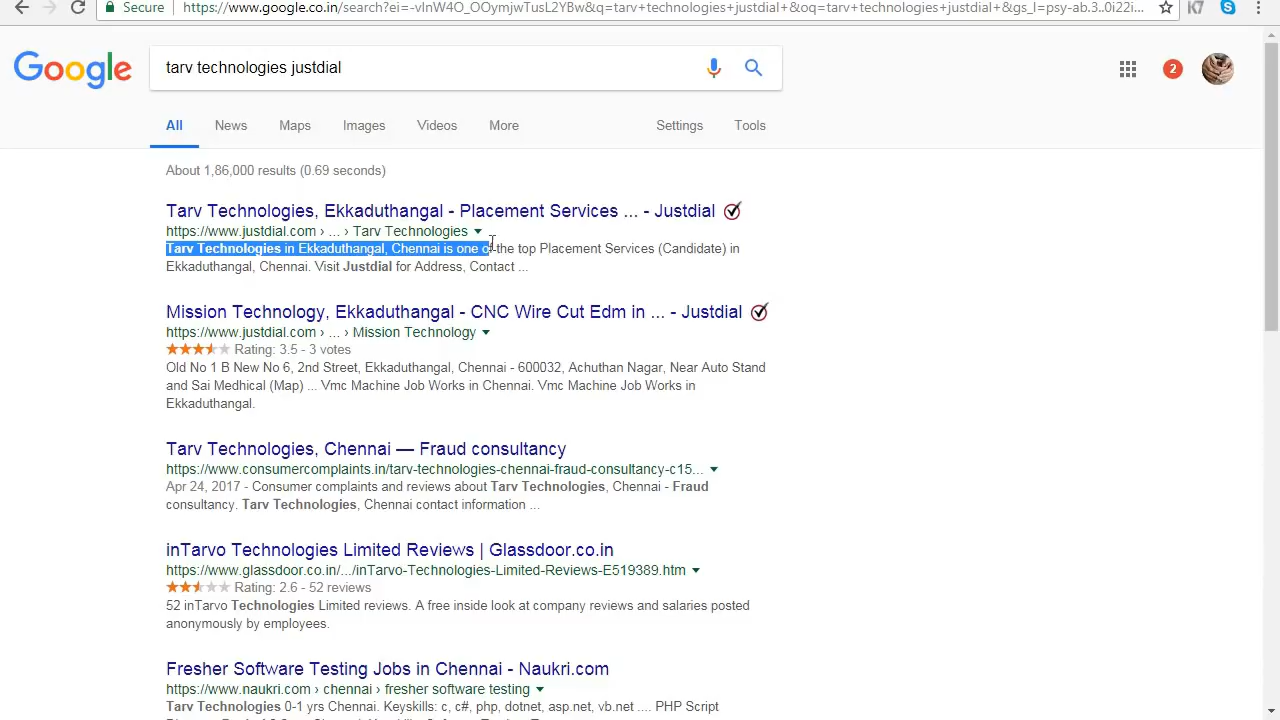 Secure https://www.google.co.in/search?ei=-vlnW4O_OOymjwTusL2YBw&q=tarv+technologies+justdial+&oq=tarv+technologies+justdial+&gs_l=psy-ab.3..0i22i...
Google tarv technologies justdial 2
All News Maps Images Videos More Settings Tools
About 1,86,000 results (0.69 seconds)
Tarv Technologies, Ekkaduthangal - Placement Services ... - Justdial
https://www.justdial.com › ... › Tarv Technologies
Tarv Technologies in Ekkaduthangal, Chennai is one of the top Placement Services (Candidate) in
Ekkaduthangal, Chennai. Visit Justdial for Address, Contact ...
Mission Technology, Ekkaduthangal - CNC Wire Cut Edm in ... - Justdial
https://www.justdial.com › ... › Mission Technology
Rating: 3.5 - 3 votes
Old No 1 B New No 6, 2nd Street, Ekkaduthangal, Chennai - 600032, Achuthan Nagar, Near Auto Stand
and Sai Medhical (Map) ... Vmc Machine Job Works in Chennai. Vmc Machine Job Works in
Ekkaduthangal.
Tarv Technologies, Chennai — Fraud consultancy
https://www.consumercomplaints.in/tarv-technologies-chennai-fraud-consultancy-c15...
Apr 24, 2017 - Consumer complaints and reviews about Tarv Technologies, Chennai - Fraud
consultancy. Tarv Technologies, Chennai contact information ...
inTarvo Technologies Limited Reviews | Glassdoor.co.in
https://www.glassdoor.co.in/.../inTarvo-Technologies-Limited-Reviews-E519389.htm
Rating: 2.6 - 52 reviews
52 inTarvo Technologies Limited reviews. A free inside look at company reviews and salaries posted
anonymously by employees.
Fresher Software Testing Jobs in Chennai - Naukri.com
https://www.naukri.com › chennai › fresher software testing
Tarv Technologies 0-1 yrs Chennai. Keyskills: c, c#, php, dotnet, asp.net, vb.net .... PHP Script